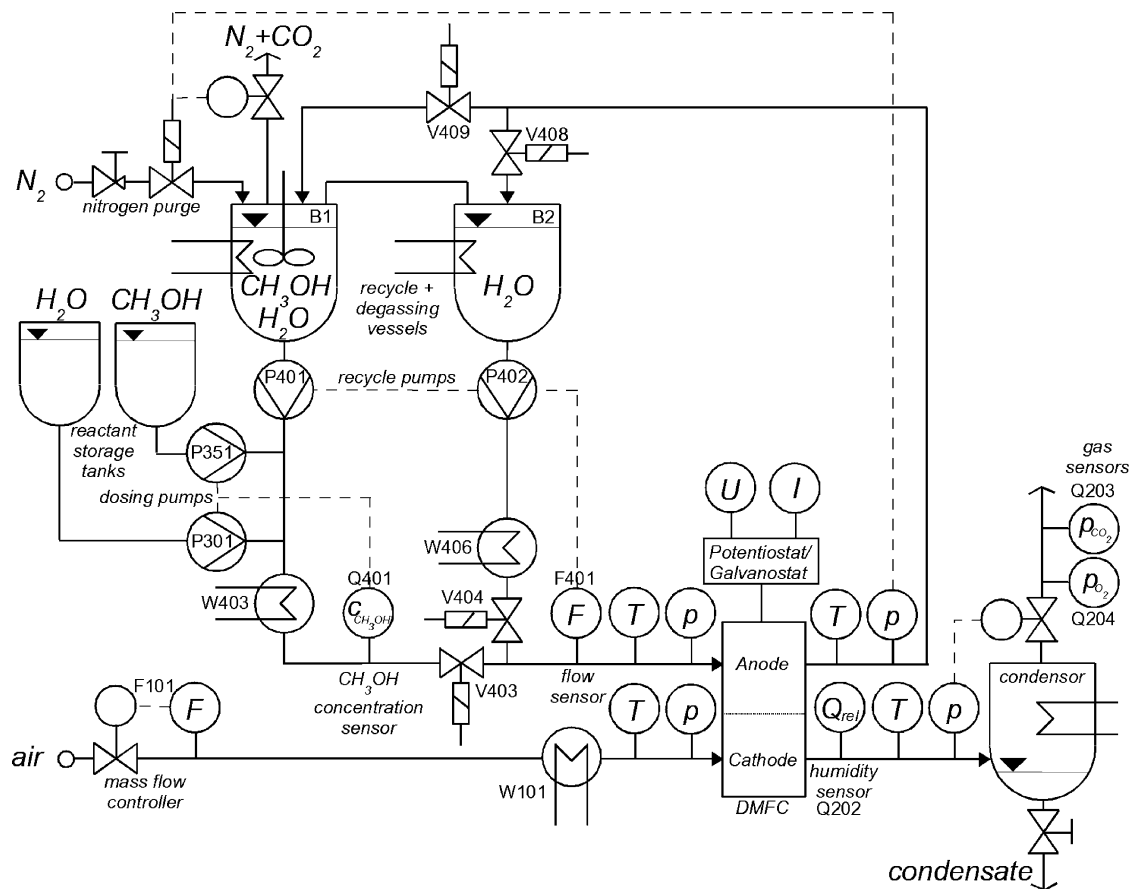 N₂+CO₂
V409
V408
N₂
nitrogen purge
B1
B2
CH₃OH
H₂O
recycle +
degassing
vessels
H₂O
H₂O
CH₃OH
P401
recycle pumps
P402
reactant
storage
tanks
P351
dosing pumps
P301
gas
sensors
Q203
pCO₂
pO₂
Q204
U
I
Potentiostat/
Galvanostat
W406
W403
Q401
cCH₃OH
V404
F401
F
T
p
T
p
Anode
flow
sensor
CH₃OH
concentration
sensor
V403
condensor
F101
F
T
p
Qrel
T
p
air
mass flow
controller
W101
Cathode
DMFC
humidity
sensor
Q202
condensate